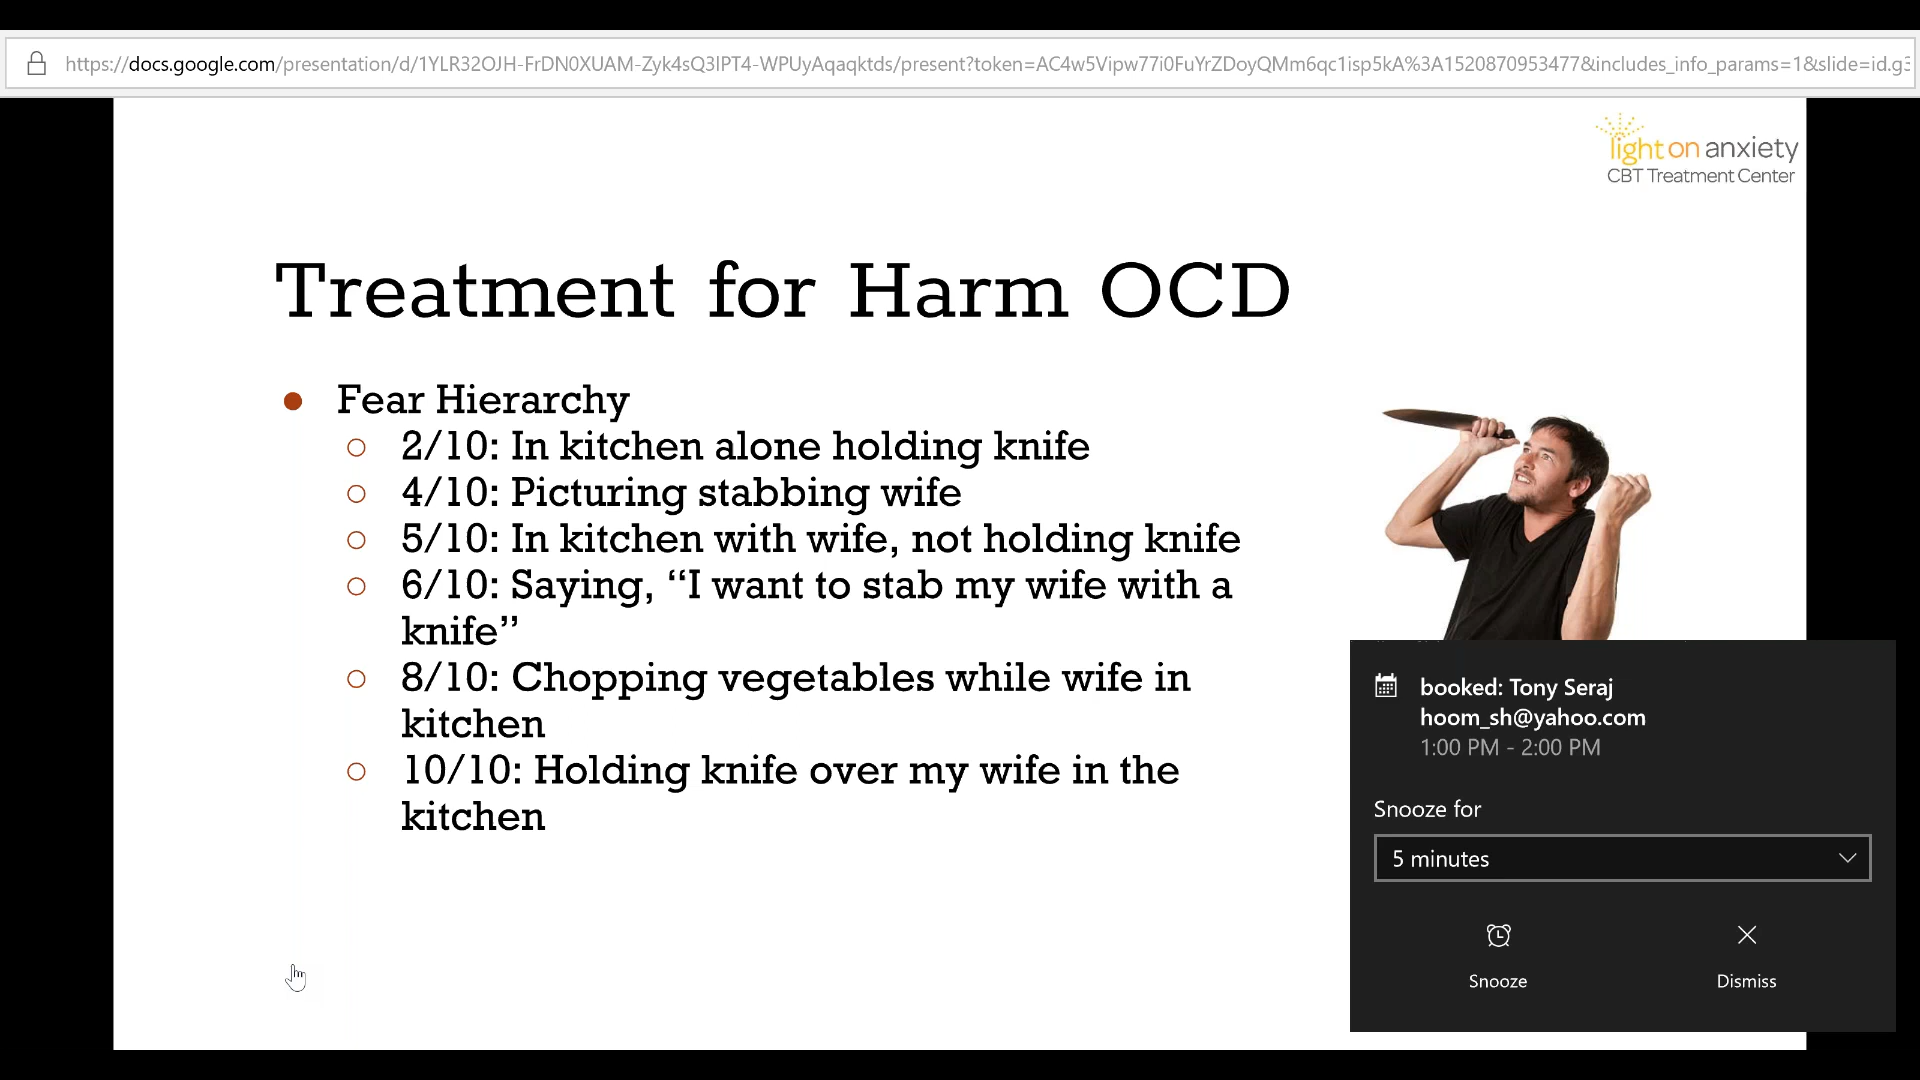 https://docs.google.com/presentation/d/1YLR32OJH-FrDN0XUAM-Zyk4sQ3lPT4-WPUyAqaqktds/present?token=AC4w5Vipw77i0FuYrZDoyQMm6qc1isp5kA%3A1520870953477&includes_info_params=1&slide=id.g3
light on anxiety
CBT Treatment Center
Treatment for Harm OCD
Fear Hierarchy
2/10: In kitchen alone holding knife
4/10: Picturing stabbing wife
5/10: In kitchen with wife, not holding knife
6/10: Saying, “I want to stab my wife with a
knife”
8/10: Chopping vegetables while wife in
kitchen
10/10: Holding knife over my wife in the
kitchen
booked: Tony Seraj
hoom_sh@yahoo.com
1:00 PM - 2:00 PM
Snooze for
5 minutes
Snooze
Dismiss